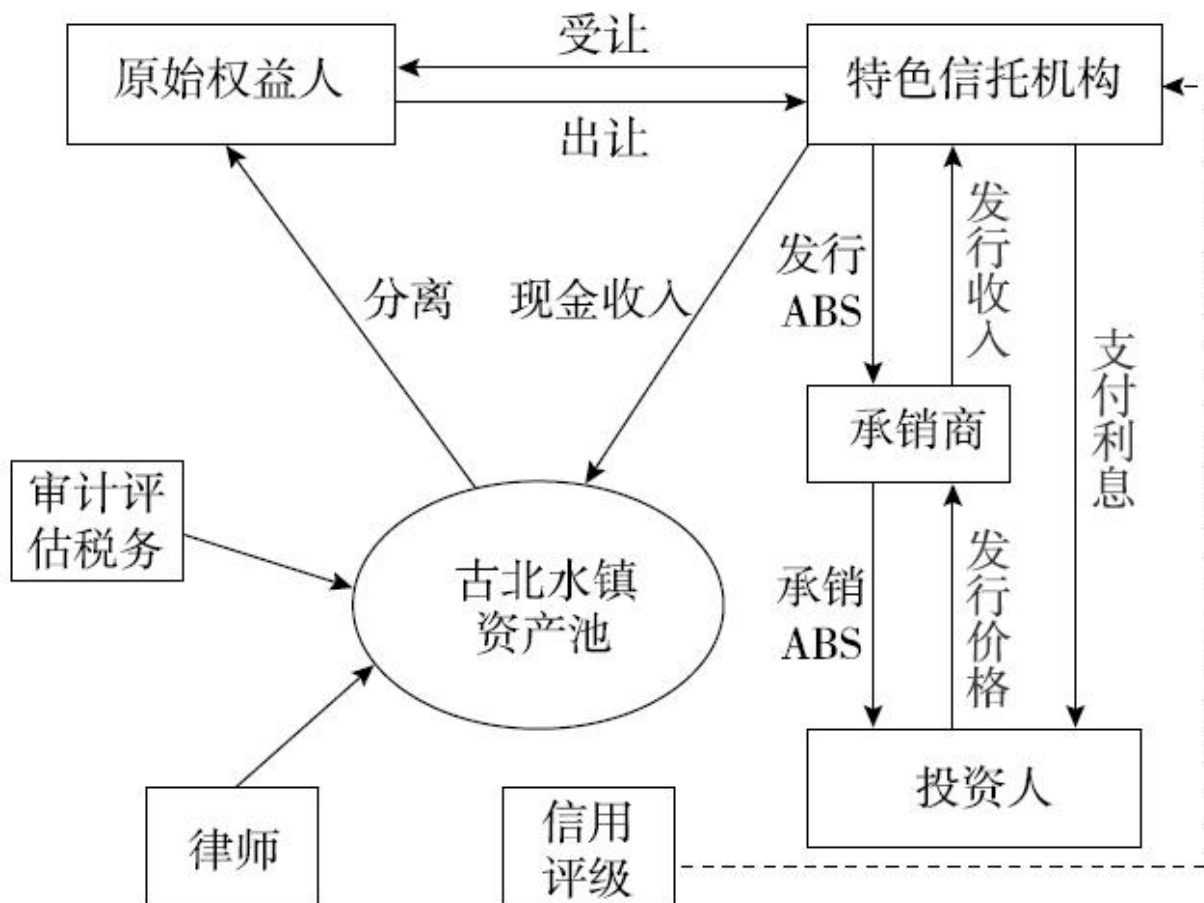 受让
原始权益人
特色信托机构
出让
发行
ABS
发行收入
分离
现金收入
支付利息
承销商
审计评
估税务
古北水镇
资产池
承销
ABS
发行价格
投资人
律师
信用
评级